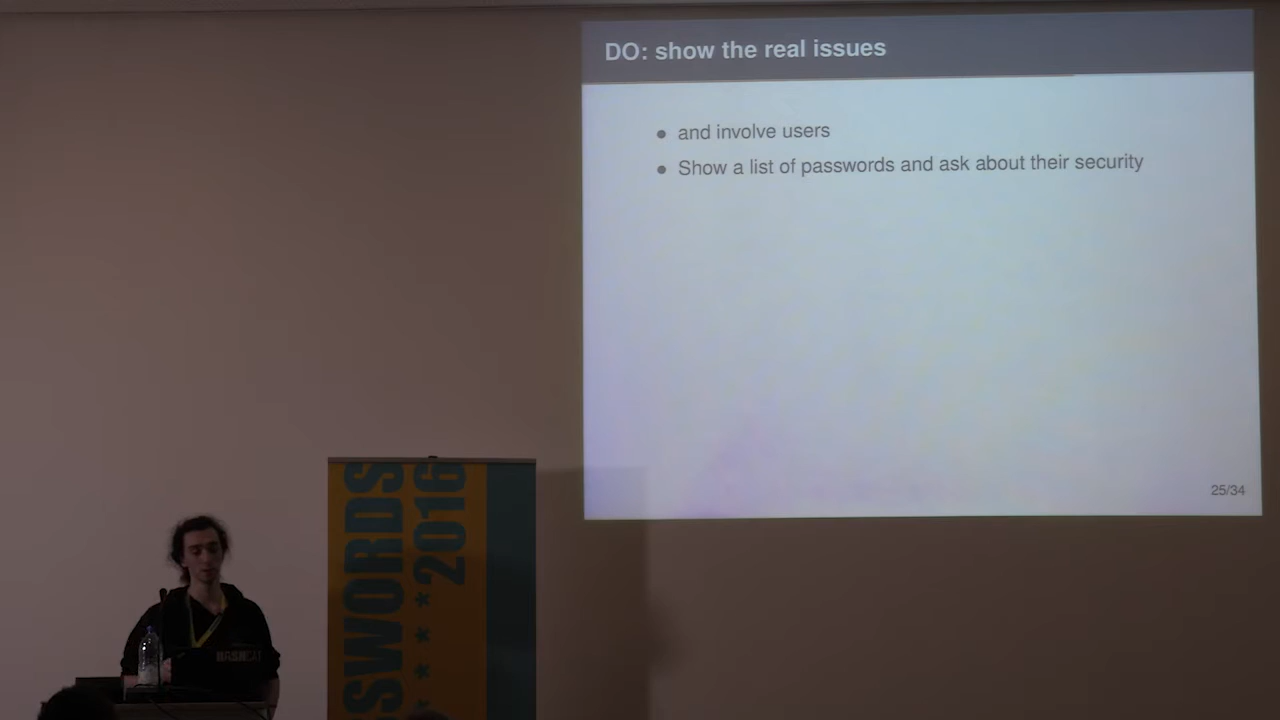 DO: show the real issues
and involve users
Show a list of passwords and ask about their security
25/34
SWORDS
2016
****